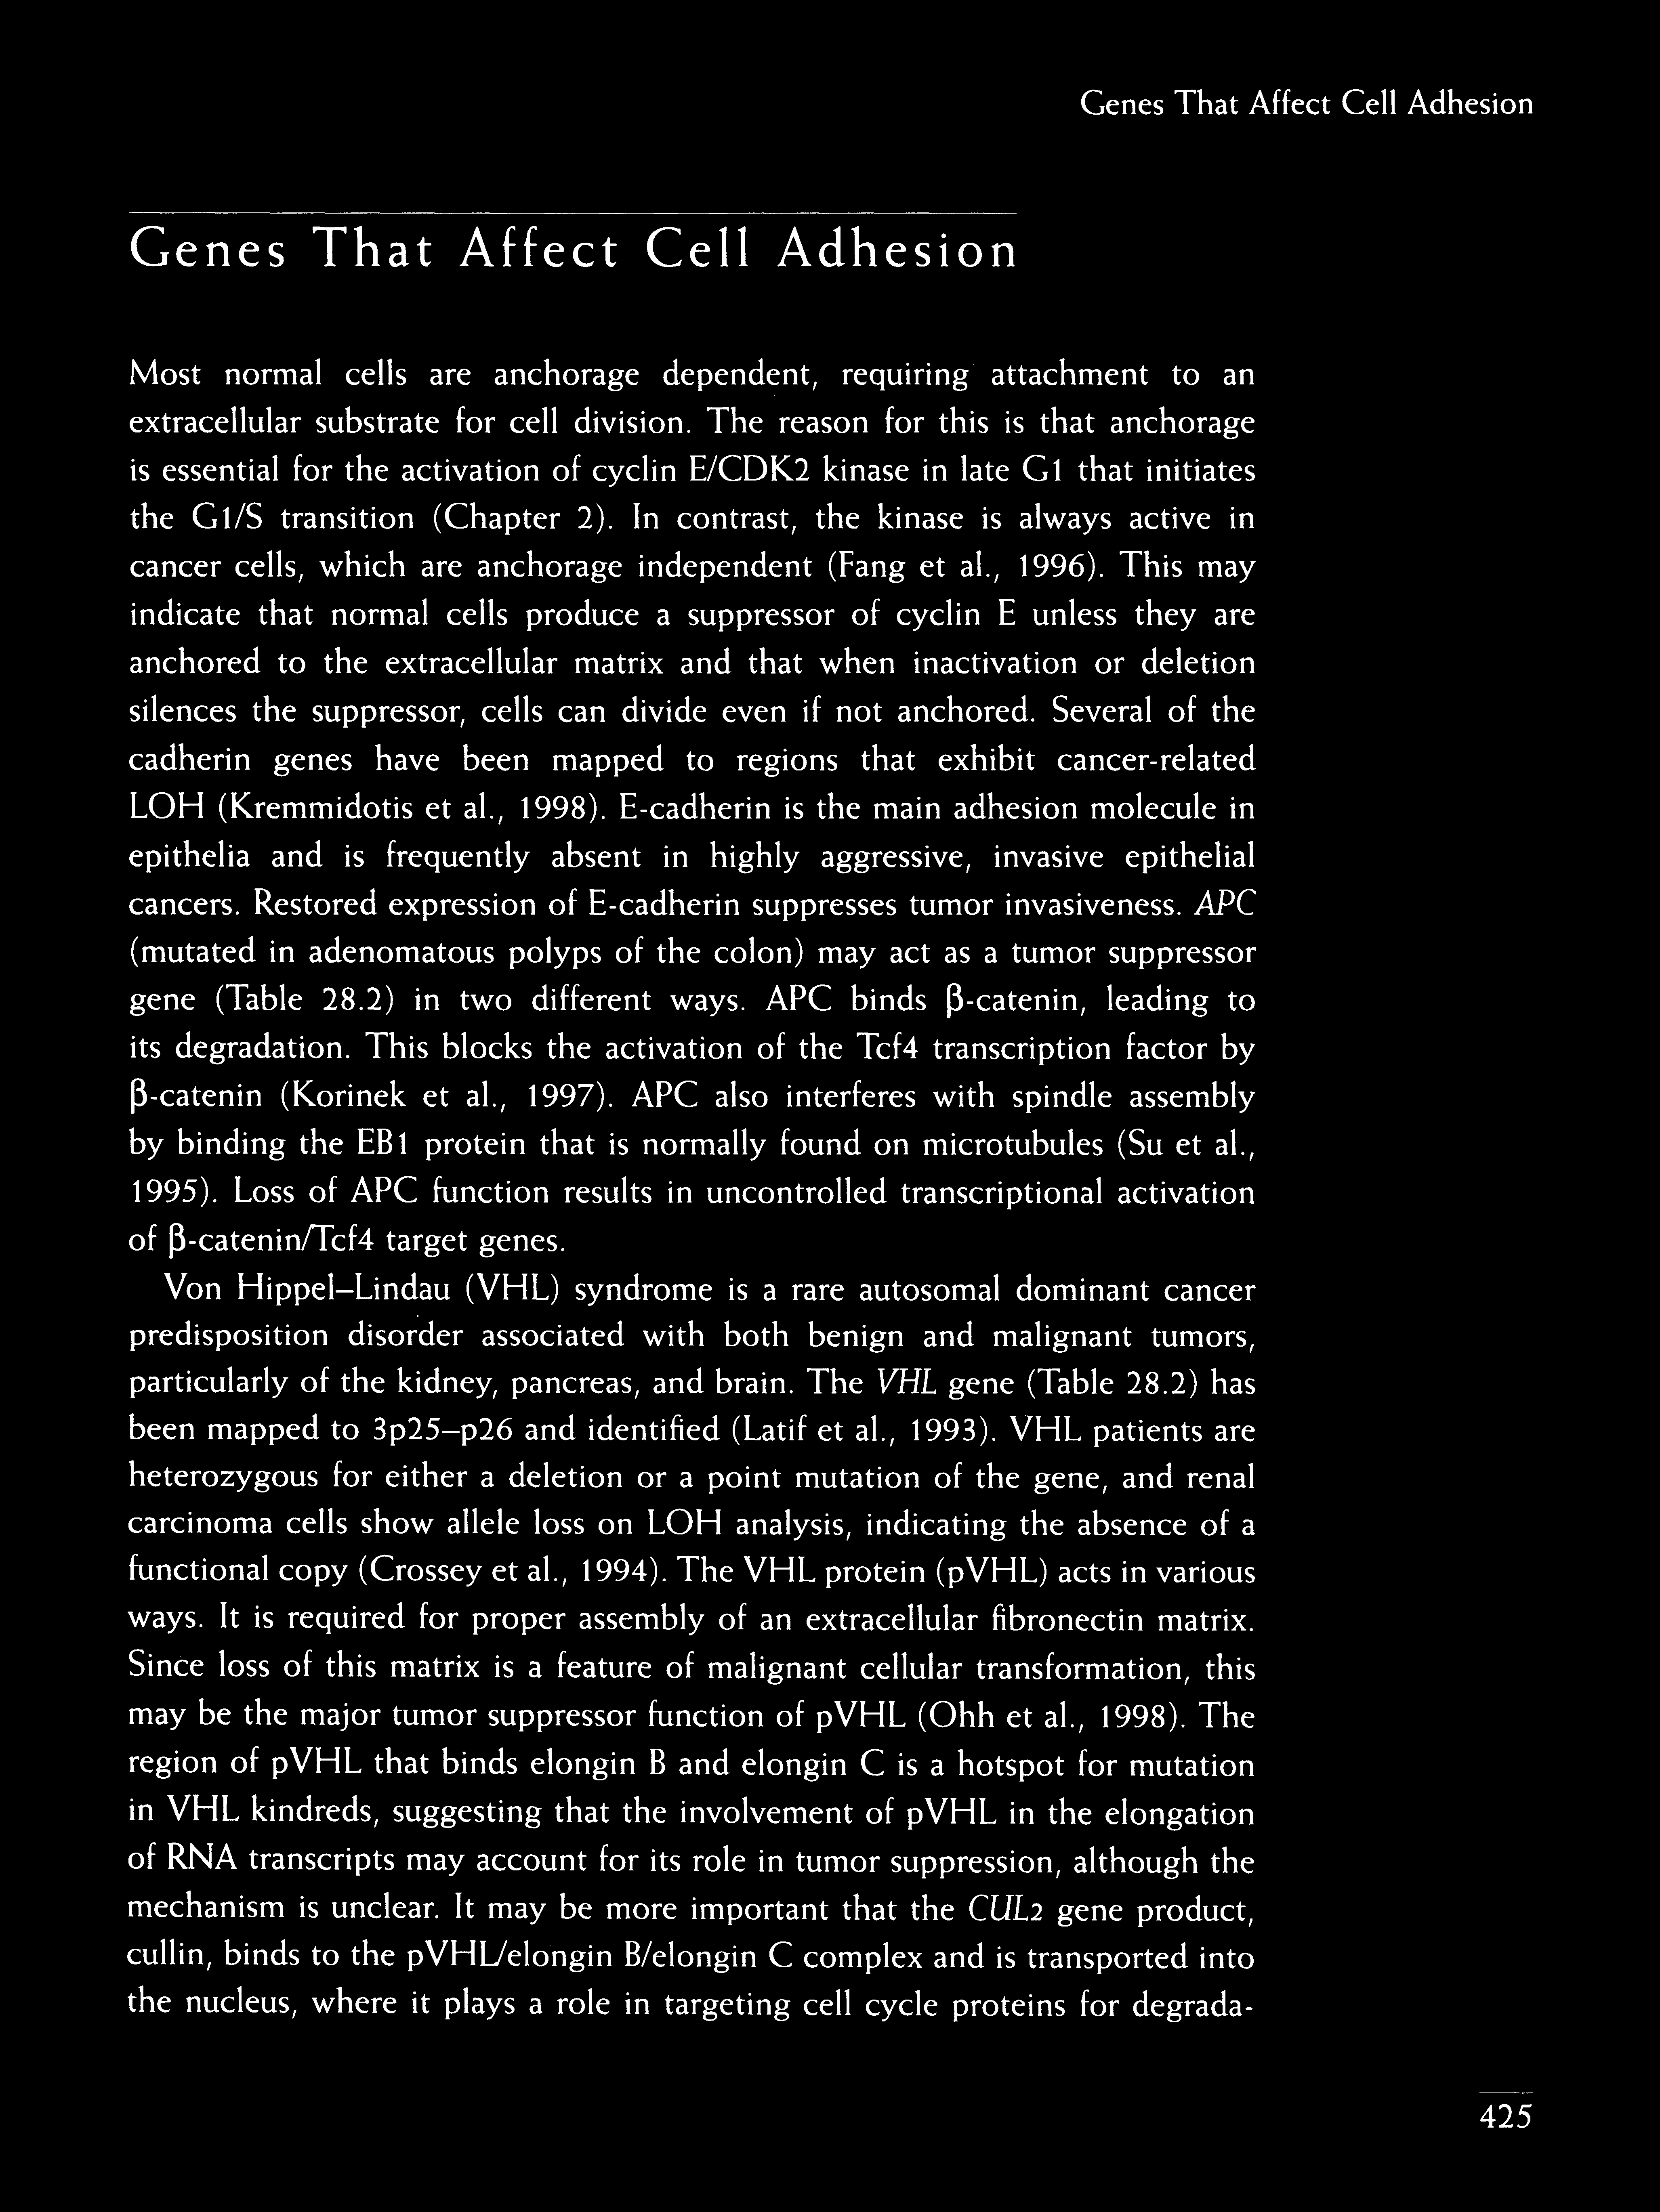 Genes That Affect Cell Adhesion
Genes That Affect Cell Adhesion
Most normal cells are anchorage dependent, requiring attachment to an
extracellular substrate for cell division. The reason for this is that anchorage
is essential for the activation of cyclin E/CDK2 kinase in late G1 that initiates
the G1/S transition (Chapter 2). In contrast, the kinase is always active in
cancer cells, which are anchorage independent (Fang et al., 1996). This may
indicate that normal cells produce a suppressor of cyclin E unless they are
anchored to the extracellular matrix and that when inactivation or deletion
silences the suppressor, cells can divide even if not anchored. Several of the
cadherin genes have been mapped to regions that exhibit cancer-related
LOH (Kremmidotis et al., 1998). E-cadherin is the main adhesion molecule in
epithelia and is frequently absent in highly aggressive, invasive epithelial
cancers. Restored expression of E-cadherin suppresses tumor invasiveness. APC
(mutated in adenomatous polyps of the colon) may act as a tumor suppressor
gene (Table 28.2) in two different ways. APC binds β-catenin, leading to
its degradation. This blocks the activation of the Tcf4 transcription factor by
β-catenin (Korinek et al., 1997). APC also interferes with spindle assembly
by binding the EB1 protein that is normally found on microtubules (Su et al.,
1995). Loss of APC function results in uncontrolled transcriptional activation
of β-catenin/Tcf4 target genes.
Von Hippel–Lindau (VHL) syndrome is a rare autosomal dominant cancer
predisposition disorder associated with both benign and malignant tumors,
particularly of the kidney, pancreas, and brain. The VHL gene (Table 28.2) has
been mapped to 3p25–p26 and identified (Latif et al., 1993). VHL patients are
heterozygous for either a deletion or a point mutation of the gene, and renal
carcinoma cells show allele loss on LOH analysis, indicating the absence of a
functional copy (Crossey et al., 1994). The VHL protein (pVHL) acts in various
ways. It is required for proper assembly of an extracellular fibronectin matrix.
Since loss of this matrix is a feature of malignant cellular transformation, this
may be the major tumor suppressor function of pVHL (Ohh et al., 1998). The
region of pVHL that binds elongin B and elongin C is a hotspot for mutation
in VHL kindreds, suggesting that the involvement of pVHL in the elongation
of RNA transcripts may account for its role in tumor suppression, although the
mechanism is unclear. It may be more important that the CUL2 gene product,
cullin, binds to the pVHL/elongin B/elongin C complex and is transported into
the nucleus, where it plays a role in targeting cell cycle proteins for degrada-
425